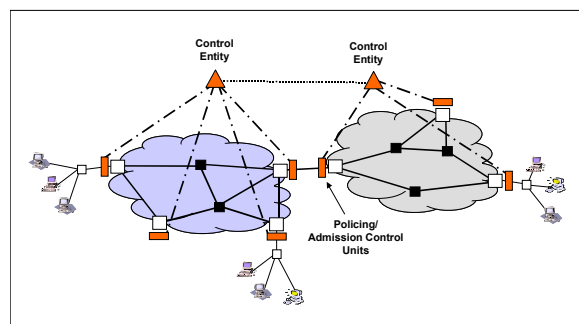 Control
Entity
Control
Entity
Policing/
Admission Control
Units